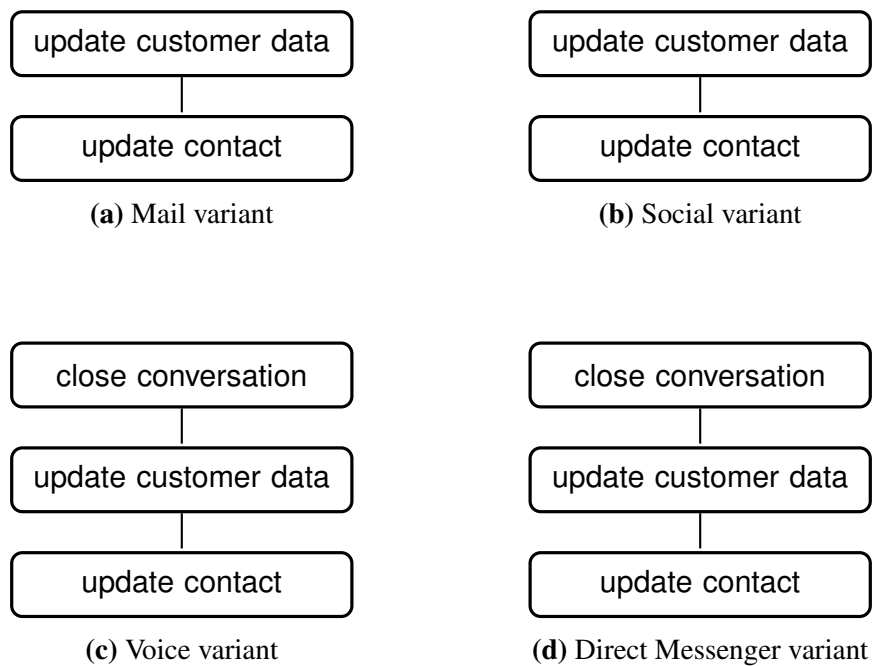 update customer data
update contact
(a) Mail variant
update customer data
update contact
(b) Social variant
close conversation
update customer data
update contact
(c) Voice variant
close conversation
update customer data
update contact
(d) Direct Messenger variant